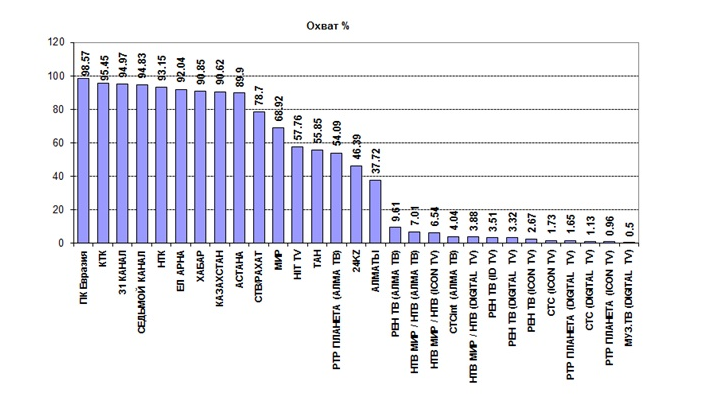 Охват %
120
100
80
60
40
20
0
98.57
95.45
94.97
94.83
93.15
92.04
90.85
90.62
89.9
78.7
68.92
57.76
55.85
54.09
46.39
37.72
9.61
7.01
6.54
4.04
3.88
3.51
3.32
2.67
1.73
1.65
1.13
0.96
0.5
ПК Евразия
КТК
31 КАНАЛ
СЕДЬМОЙ КАНАЛ
НТК
ЕЛ АРНА
ХАБАР
КАЗАХСТАН
АСТАНА
СТВ\РАХАТ
МИР
HIT TV
ТАН
РТР ПЛАНЕТА (АЛМА ТВ)
24KZ
АЛМАТЫ
РЕН ТВ (АЛМА ТВ)
НТВ МИР / НТВ (АЛМА ТВ)
НТВ МИР / НТВ (ICON TV)
СТСint (АЛМА ТВ)
НТВ МИР / НТВ (DIGITAL TV)
РЕН ТВ (ID TV)
РЕН ТВ (DIGITAL TV)
РЕН ТВ (ICON TV)
СТС (ICON TV)
РТР ПЛАНЕТА (DIGITAL TV)
СТС (DIGITAL TV)
РТР ПЛАНЕТА (ICON TV)
МУЗ.ТВ (DIGITAL TV)